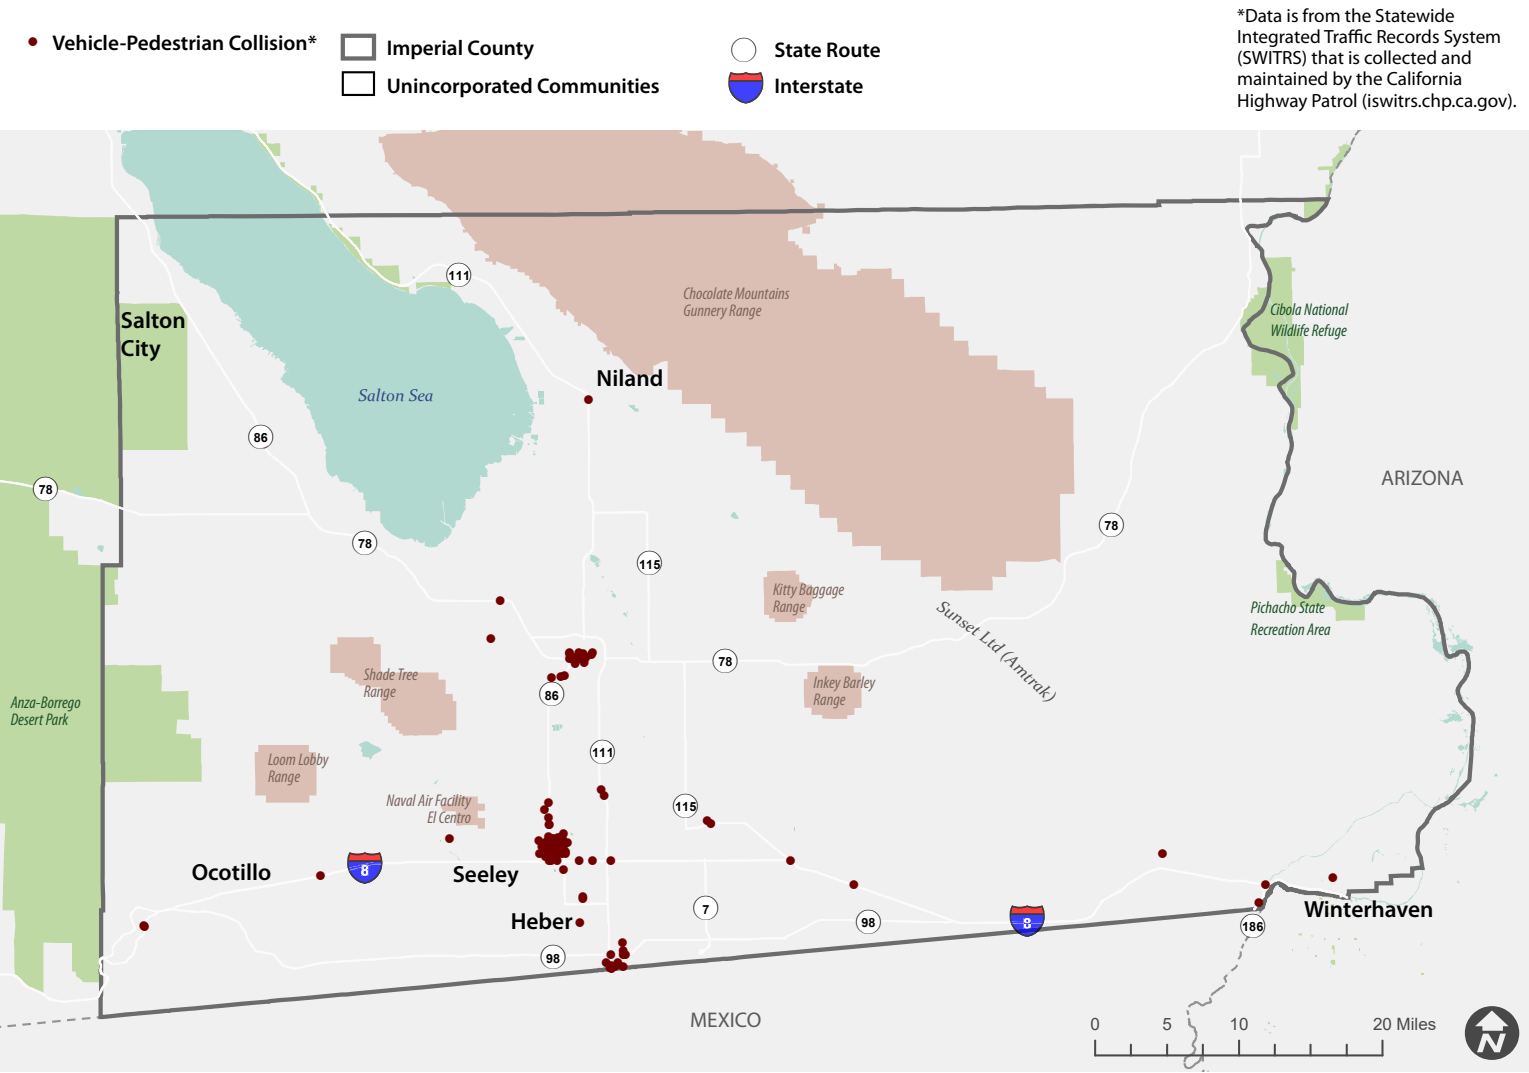 Vehicle-Pedestrian Collision*
Imperial County
Unincorporated Communities
State Route
Interstate
*Data is from the Statewide
Integrated Traffic Records System
(SWITRS) that is collected and
maintained by the California
Highway Patrol (iswitrs.chp.ca.gov).
111
Chocolate Mountains
Gunnery Range
Cibola National
Wildlife Refuge
Salton
City
Niland
Salton Sea
86
78
ARIZONA
78
78
115
Kitty Baggage
Range
Sunset Ltd (Amtrak)
Pichacho State
Recreation Area
78
Shade Tree
Range
Inkey Barley
Range
86
Anza-Borrego
Desert Park
111
Loom Lobby
Range
Naval Air Facility
El Centro
115
Ocotillo
8
Seeley
7
98
8
Heber
Winterhaven
186
98
MEXICO
0
5
10
20 Miles
N